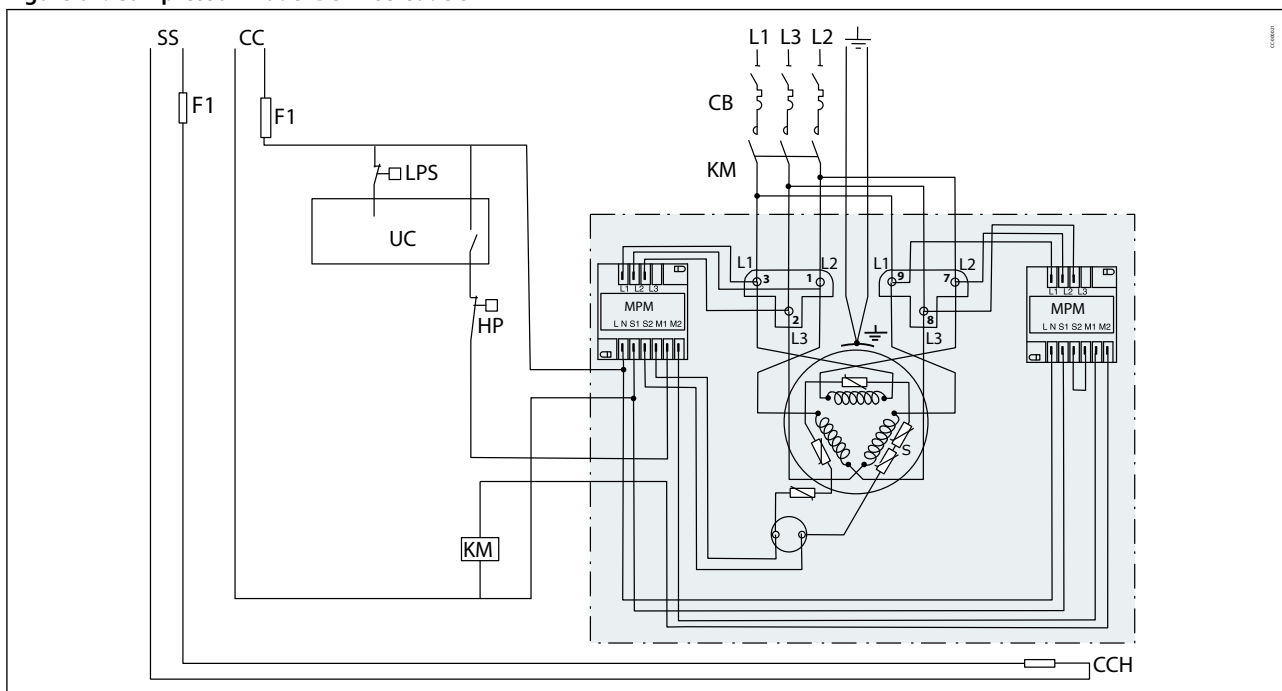 SS CC L1 L3 L2
F1 F1 CB
LPS KM
UC
L1 L2 L1 L2
3 1 9 7
L1 L2 L3 L1 L2 L3
MPM MPM
2 8
L N S1 S2 M1 M2 L N S1 S2 M1 M2
HP L3 L3
S
KM
CCH